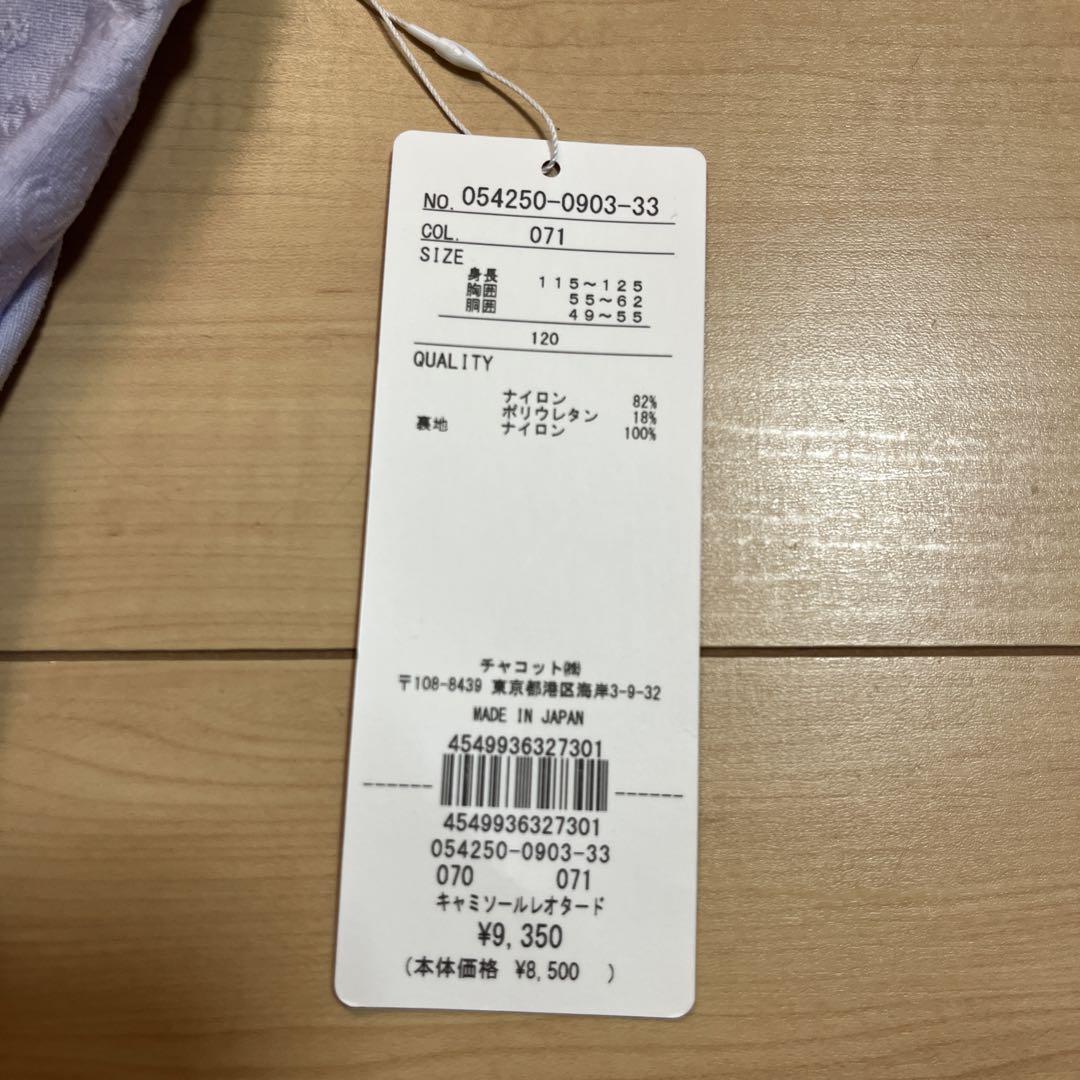 NO. 054250-0903-33
COL. 071
SIZE
身長 115～125
胸囲 55～62
胴囲 49～55
120
QUALITY
ナイロン 82%
ポリウレタン 18%
裏地 ナイロン 100%
チャコット㈱
〒108-8439 東京都港区海岸3-9-32
MADE IN JAPAN
4549936327301
4549936327301
054250-0903-33
070 071
キャミソールレオタード
¥9,350
(本体価格 ¥8,500 )